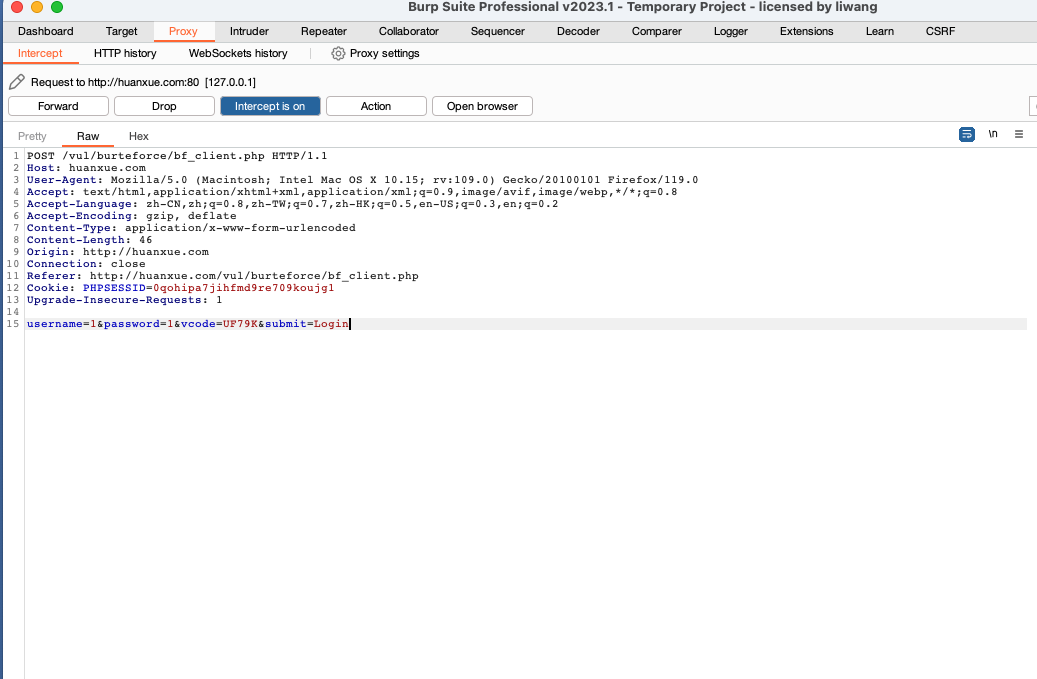 Burp Suite Professional v2023.1 - Temporary Project - licensed by liwang
Dashboard Target Proxy Intruder Repeater Collaborator Sequencer Decoder Comparer Logger Extensions Learn CSRF
Intercept HTTP history WebSockets history Proxy settings
Request to http://huanxue.com:80 [127.0.0.1]
Forward Drop Intercept is on Action Open browser
Pretty Raw Hex \n
1 POST /vul/burteforce/bf_client.php HTTP/1.1
2 Host: huanxue.com
3 User-Agent: Mozilla/5.0 (Macintosh; Intel Mac OS X 10.15; rv:109.0) Gecko/20100101 Firefox/119.0
4 Accept: text/html,application/xhtml+xml,application/xml;q=0.9,image/avif,image/webp,*/*;q=0.8
5 Accept-Language: zh-CN,zh;q=0.8,zh-TW;q=0.7,zh-HK;q=0.5,en-US;q=0.3,en;q=0.2
6 Accept-Encoding: gzip, deflate
7 Content-Type: application/x-www-form-urlencoded
8 Content-Length: 46
9 Origin: http://huanxue.com
10 Connection: close
11 Referer: http://huanxue.com/vul/burteforce/bf_client.php
12 Cookie: PHPSESSID=0qohipa7jihfmd9re709koujg1
13 Upgrade-Insecure-Requests: 1
14
15 username=1&password=1&vcode=UF79K&submit=Login